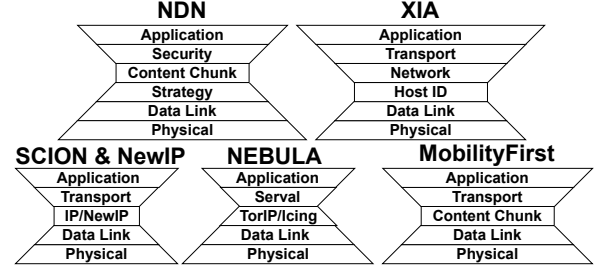 NDN
Application
Security
Content Chunk
Strategy
Data Link
Physical
XIA
Application
Transport
Network
Host ID
Data Link
Physical
SCION & NewIP
Application
Transport
IP/NewIP
Data Link
Physical
NEBULA
Application
Serval
TorIP/Icing
Data Link
Physical
MobilityFirst
Application
Transport
Content Chunk
Data Link
Physical